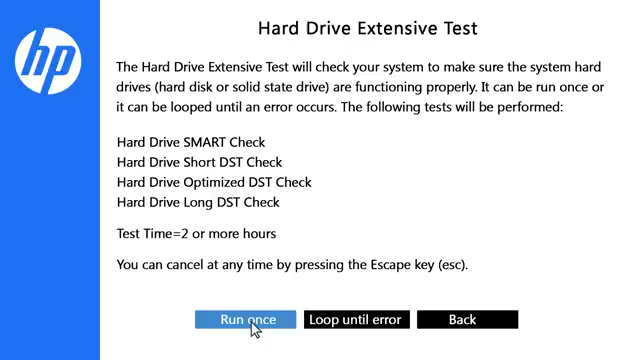 hp
Hard Drive Extensive Test
The Hard Drive Extensive Test will check your system to make sure the system hard
drives (hard disk or solid state drive) are functioning properly. It can be run once or
it can be looped until an error occurs. The following tests will be performed:
Hard Drive SMART Check
Hard Drive Short DST Check
Hard Drive Optimized DST Check
Hard Drive Long DST Check
Test Time=2 or more hours
You can cancel at any time by pressing the Escape key (esc).
Run once Loop until error Back